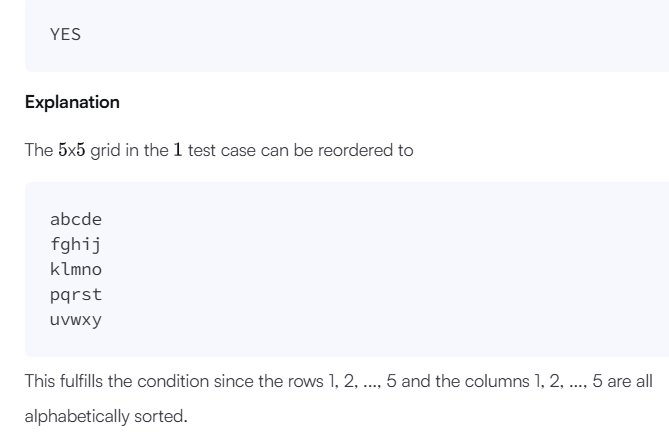 YES
Explanation
The 5x5 grid in the 1 test case can be reordered to
abcde
fghij
klmno
pqrst
uvwxy
This fulfills the condition since the rows 1, 2, ..., 5 and the columns 1, 2, ..., 5 are all
alphabetically sorted.